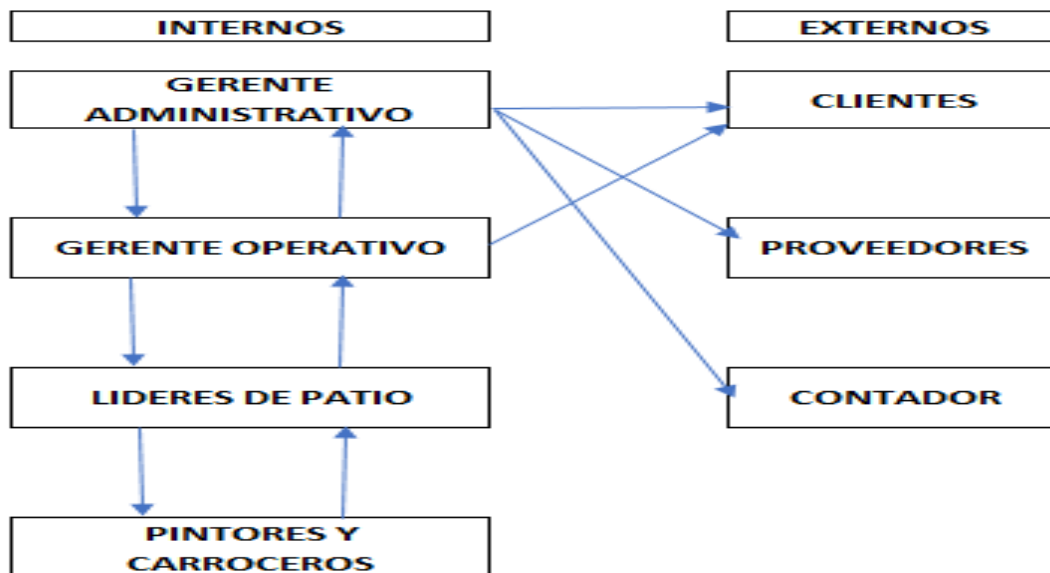 INTERNOS
EXTERNOS
GERENTE
ADMINISTRATIVO
CLIENTES
GERENTE OPERATIVO
PROVEEDORES
LIDERES DE PATIO
CONTADOR
PINTORES Y
CARROCEROS